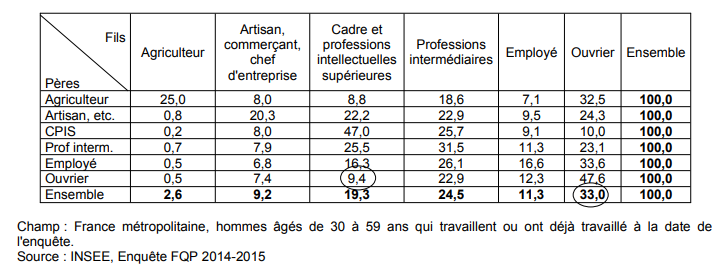 Fils
Pères
Agriculteur
Artisan, commerçant, chef d'entreprise
Cadre et professions intellectuelles supérieures
Professions intermédiaires
Employé
Ouvrier
Ensemble
Agriculteur 25,0 8,0 8,8 18,6 7,1 32,5 100,0
Artisan, etc. 0,8 20,3 22,2 22,9 9,5 24,3 100,0
CPIS 0,2 8,0 47,0 25,7 9,1 10,0 100,0
Prof interm. 0,7 7,9 25,5 31,5 11,3 23,1 100,0
Employé 0,5 6,8 16,3 26,1 16,6 33,6 100,0
Ouvrier 0,5 7,4 9,4 22,9 12,3 47,6 100,0
Ensemble 2,6 9,2 19,3 24,5 11,3 33,0 100,0
Champ : France métropolitaine, hommes âgés de 30 à 59 ans qui travaillent ou ont déjà travaillé à la date de
l'enquête.
Source : INSEE, Enquête FQP 2014-2015